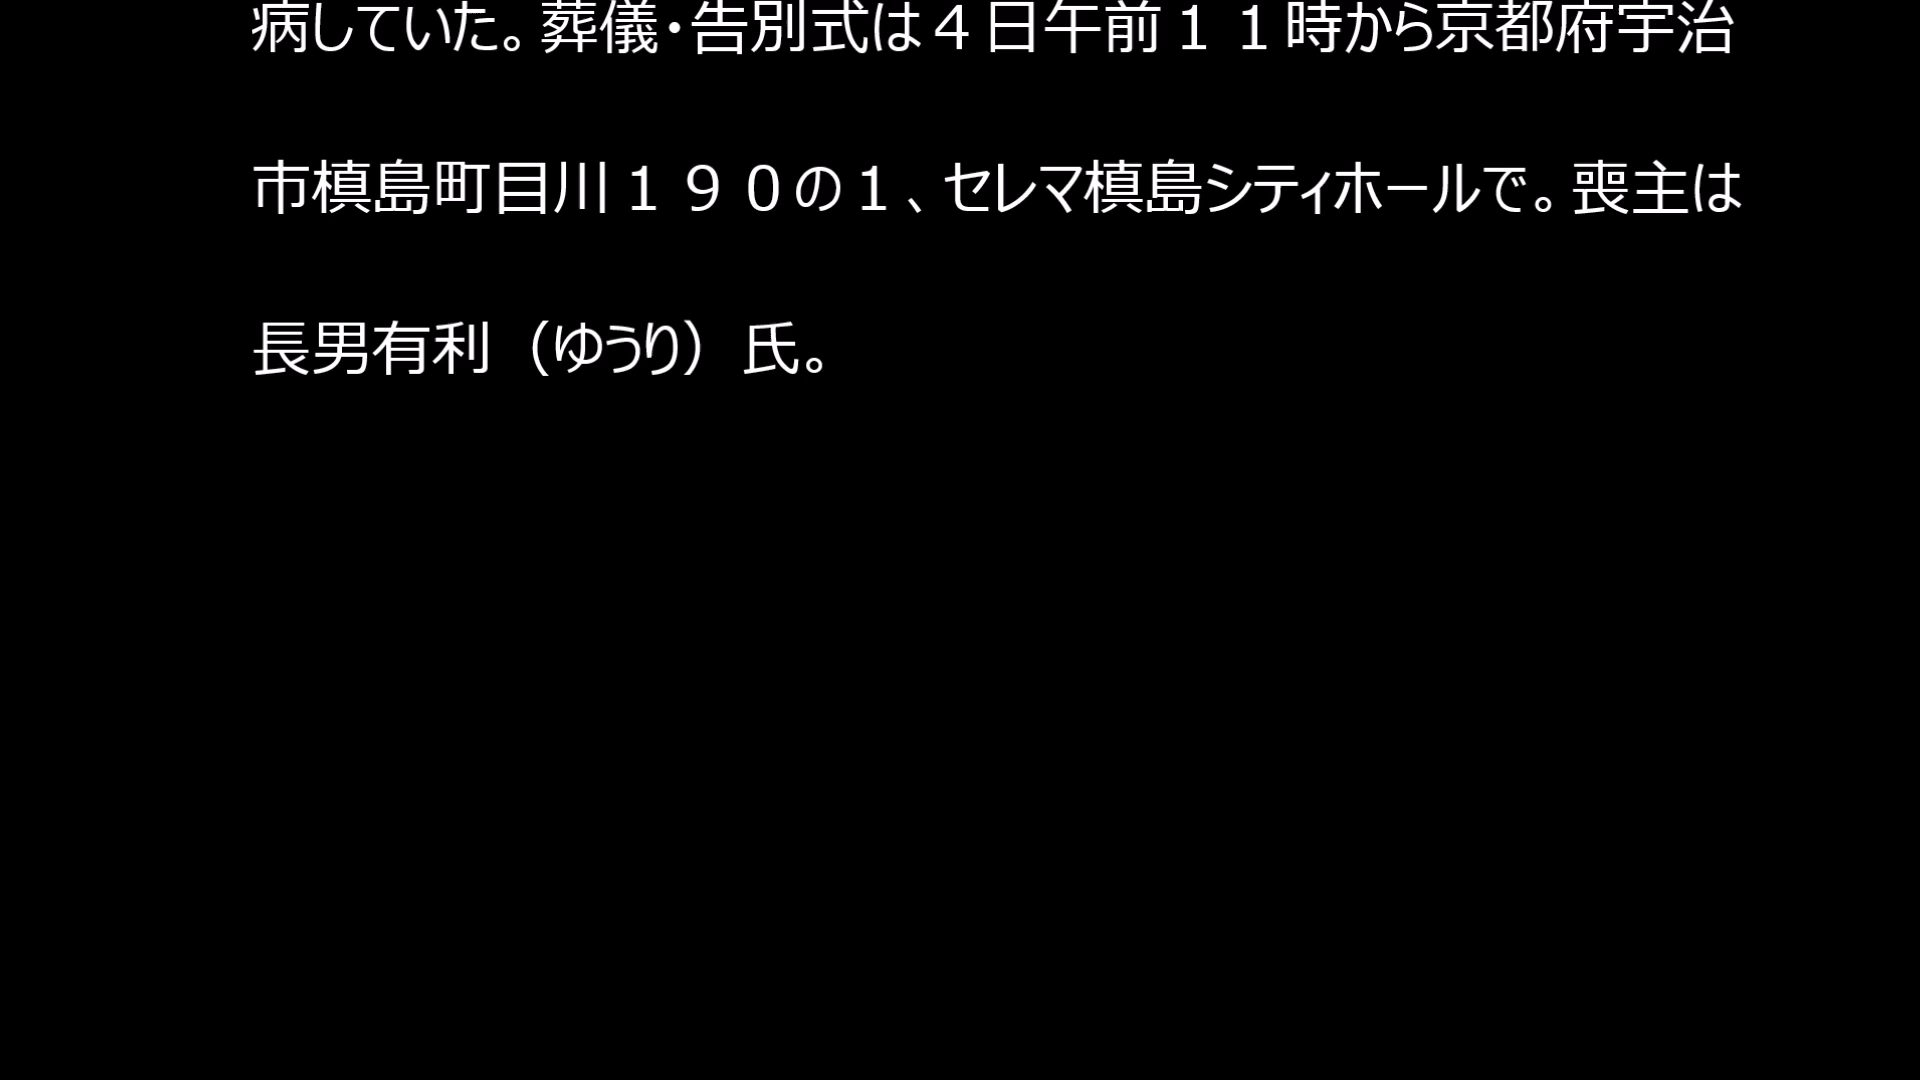 病していた。葬儀・告別式は４日午前１１時から京都府宇治
市槙島町目川１９０の１、セレマ槙島シティホールで。喪主は
長男有利（ゆうり）氏。